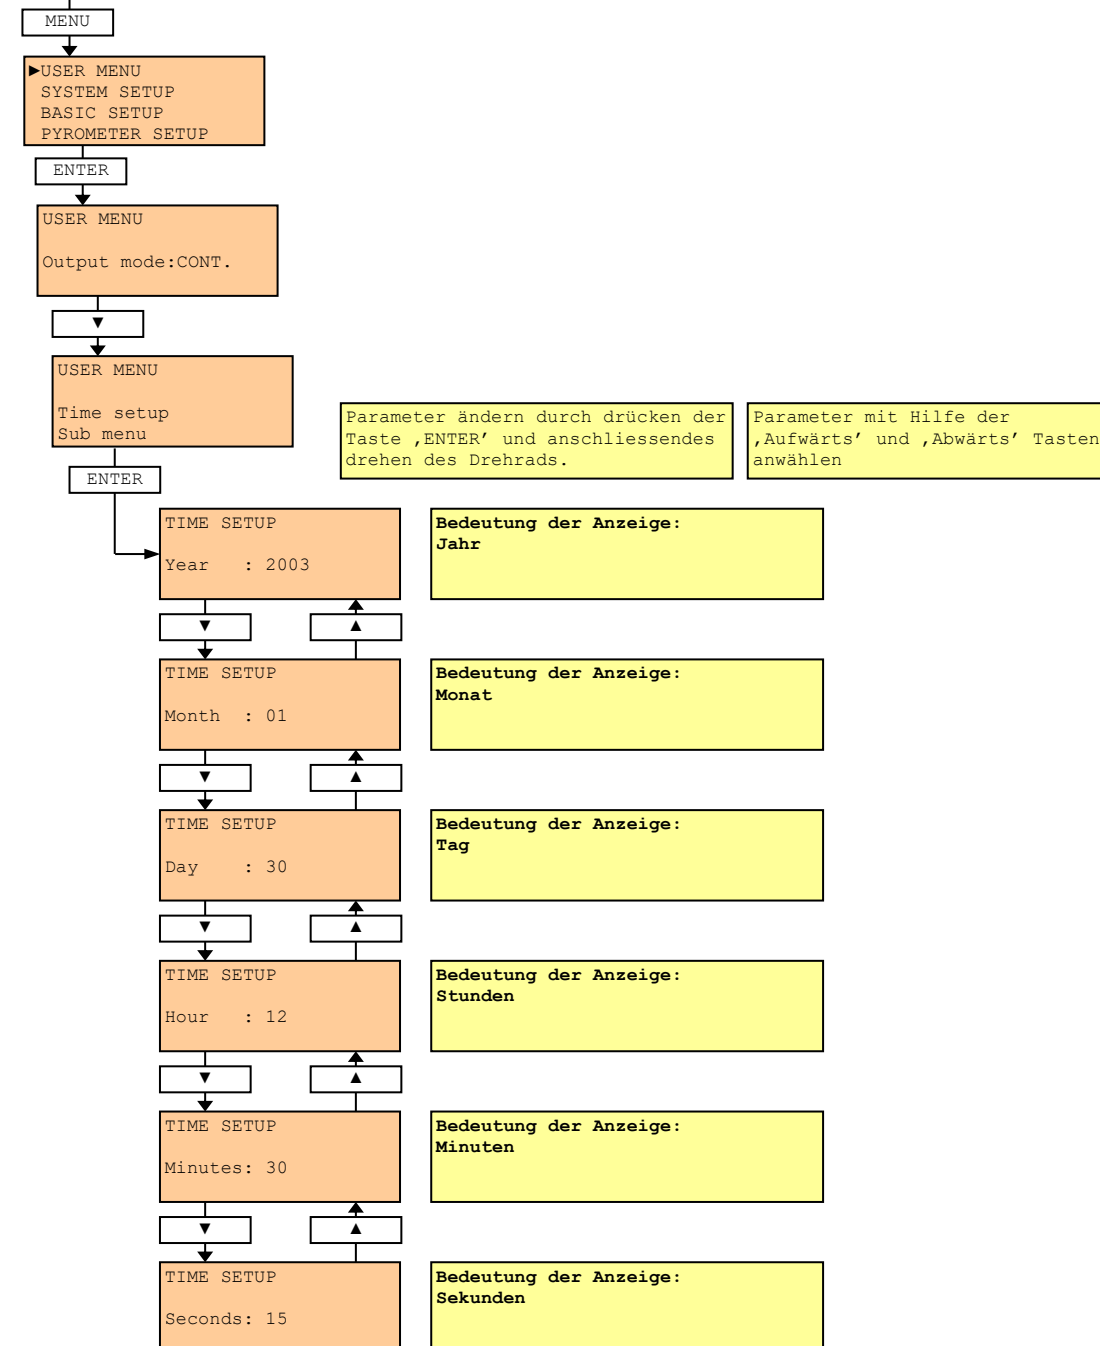 MENU
►USER MENU
SYSTEM SETUP
BASIC SETUP
PYROMETER SETUP
ENTER
USER MENU
Output mode:CONT.
▼
USER MENU
Time setup
Sub menu
Parameter ändern durch drücken der
Taste ‚ENTER’ und anschliessendes
drehen des Drehrads.
Parameter mit Hilfe der
‚Aufwärts’ und ‚Abwärts’ Tasten
anwählen
ENTER
TIME SETUP
Year   : 2003
Bedeutung der Anzeige:
Jahr
▼ ▲
TIME SETUP
Month  : 01
Bedeutung der Anzeige:
Monat
▼ ▲
TIME SETUP
Day    : 30
Bedeutung der Anzeige:
Tag
▼ ▲
TIME SETUP
Hour   : 12
Bedeutung der Anzeige:
Stunden
▼ ▲
TIME SETUP
Minutes: 30
Bedeutung der Anzeige:
Minuten
▼ ▲
TIME SETUP
Seconds: 15
Bedeutung der Anzeige:
Sekunden